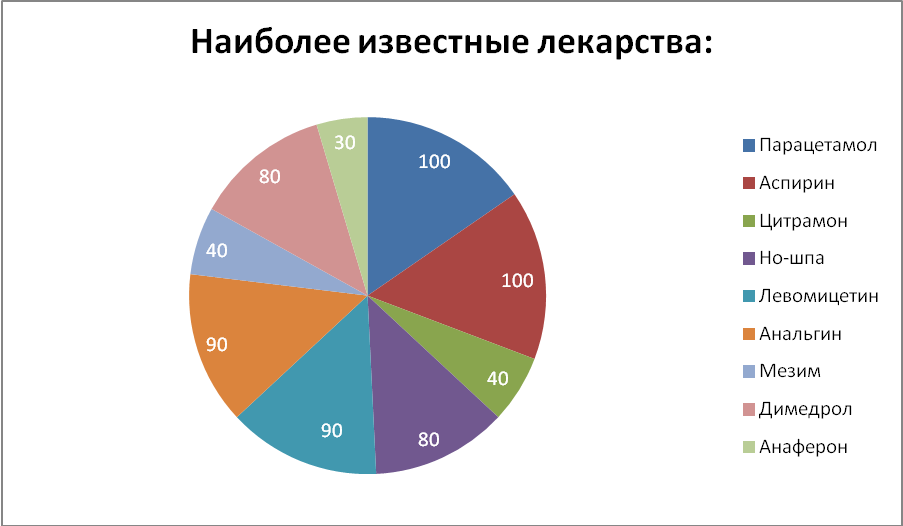 Наиболее известные лекарства:
100
100
40
80
90
90
40
80
30
Парацетамол
Аспирин
Цитрамон
Но-шпа
Левомицетин
Анальгин
Мезим
Димедрол
Анаферон